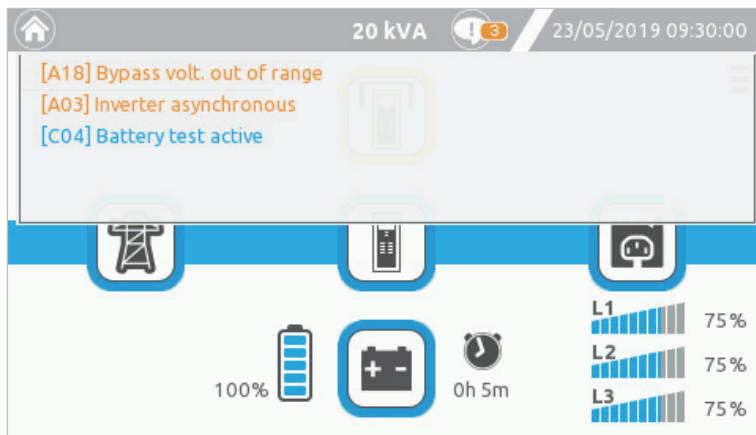 20 kVA 3 23/05/2019 09:30:00
[A18] Bypass volt. out of range
[A03] Inverter asynchronous
[C04] Battery test active
L1 75%
L2 75%
L3 75%
100%
0h 5m